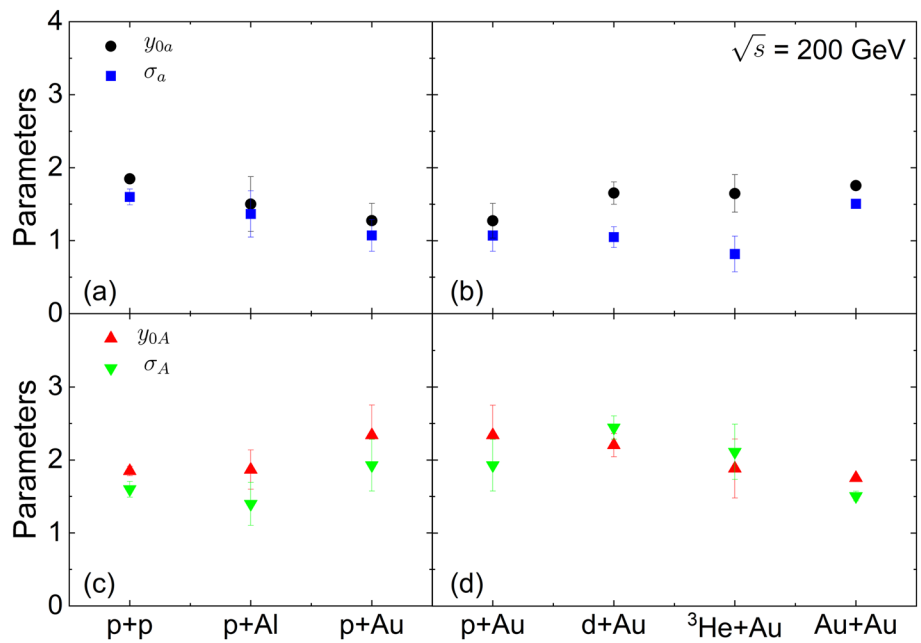 4
3
2
1
0
Parameters
y₀ₐ
σₐ
(a)
√s = 200 GeV
(b)
3
2
1
0
Parameters
y₀A
σA
(c)
(d)
p+p
p+Al
p+Au
p+Au
d+Au
³He+Au
Au+Au